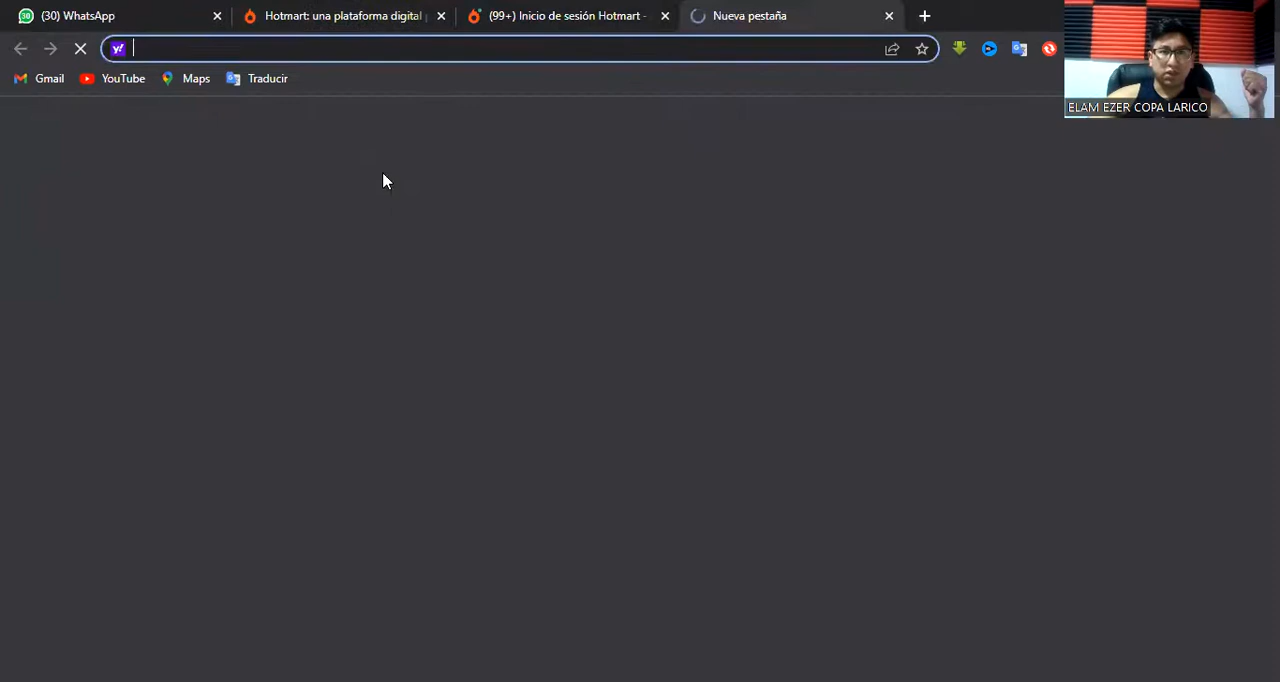 (30) WhatsApp
Hotmart: una plataforma digital
(99+) Inicio de sesión Hotmart -
Nueva pestaña
y!
Gmail
YouTube
Maps
Traducir
ELAM EZER COPA LARICO